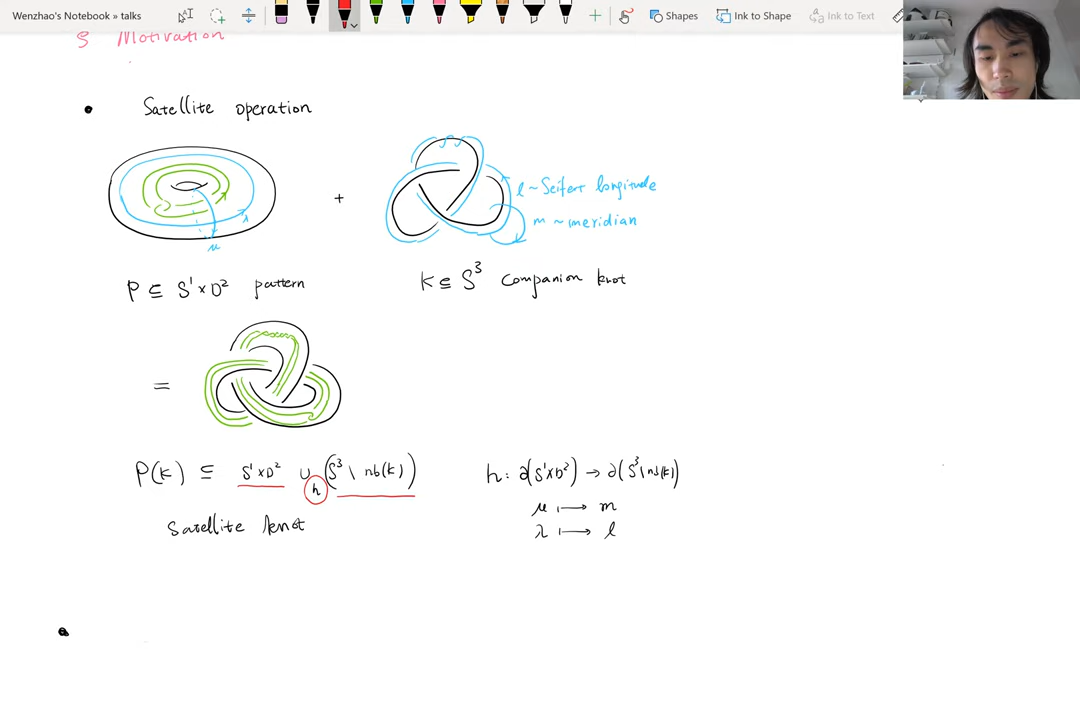 Wenzhao's Notebook » talks
Shapes
Ink to Shape
Ink to Text
§ Motivation
• Satellite operation
λ
μ
+
l ~ Seifert longitude
m ~ meridian
P ⊆ S¹×D² pattern
K ⊆ S³ companion knot
=
P(K) ⊆ S¹×D² ∪h (S³ \ nb(K))
h: ∂(S¹×D²) → ∂(S³\nb(K))
μ ↦ m
λ ↦ l
Satellite knot